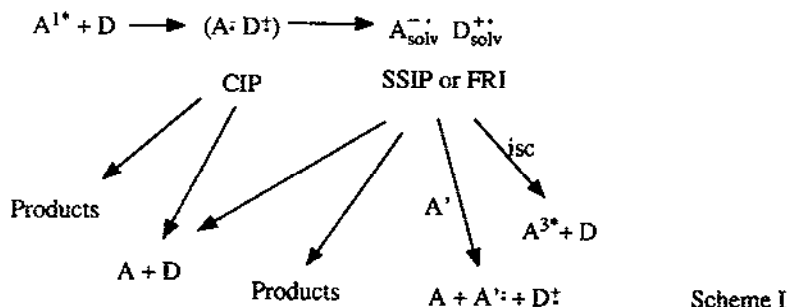 A¹* + D → (A⁻· D⁺·) → A⁻·solv D⁺·solv
CIP
SSIP or FRI
isc
Products
A'
A³* + D
A + D
Products
A + A'⁻· + D⁺·
Scheme I